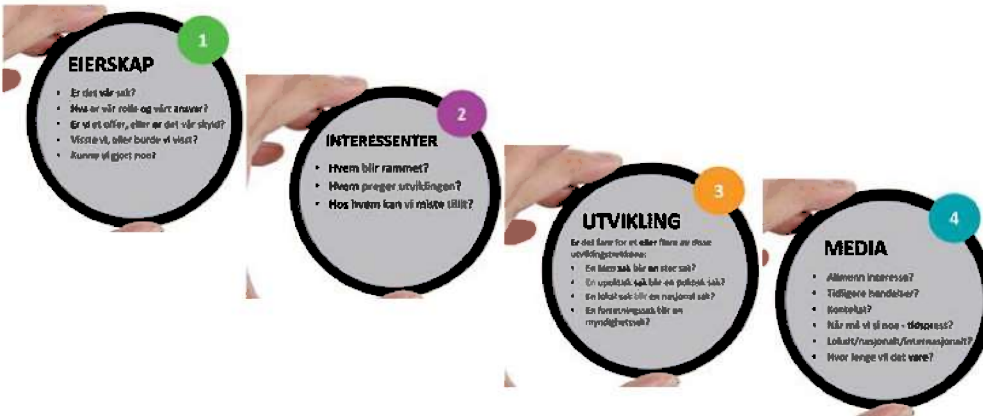 1
EIERSKAP
• Er det vår sak?
• Hva er vår rolle og vårt ansvar?
• Er vi et offer, eller er det vår skyld?
• Visste vi, eller burde vi visst?
• Kunne vi gjort noe?
2
INTERESSENTER
• Hvem blir rammet?
• Hvem preger utviklingen?
• Hos hvem kan vi miste tillit?
3
UTVIKLING
Er det fare for et eller flere av disse
utviklingstrekkene:
• En liten sak blir en stor sak?
• En upolitisk sak blir en politisk sak?
• En lokal sak blir en nasjonal sak?
• En forretningssak blir en
myndighetssak?
4
MEDIA
• Allmenn interesse?
• Tidligere hendelser?
• Kontekst?
• Når må vi si noe - tidspress?
• Lokalt/nasjonalt/internasjonalt?
• Hvor lenge vil det vare?